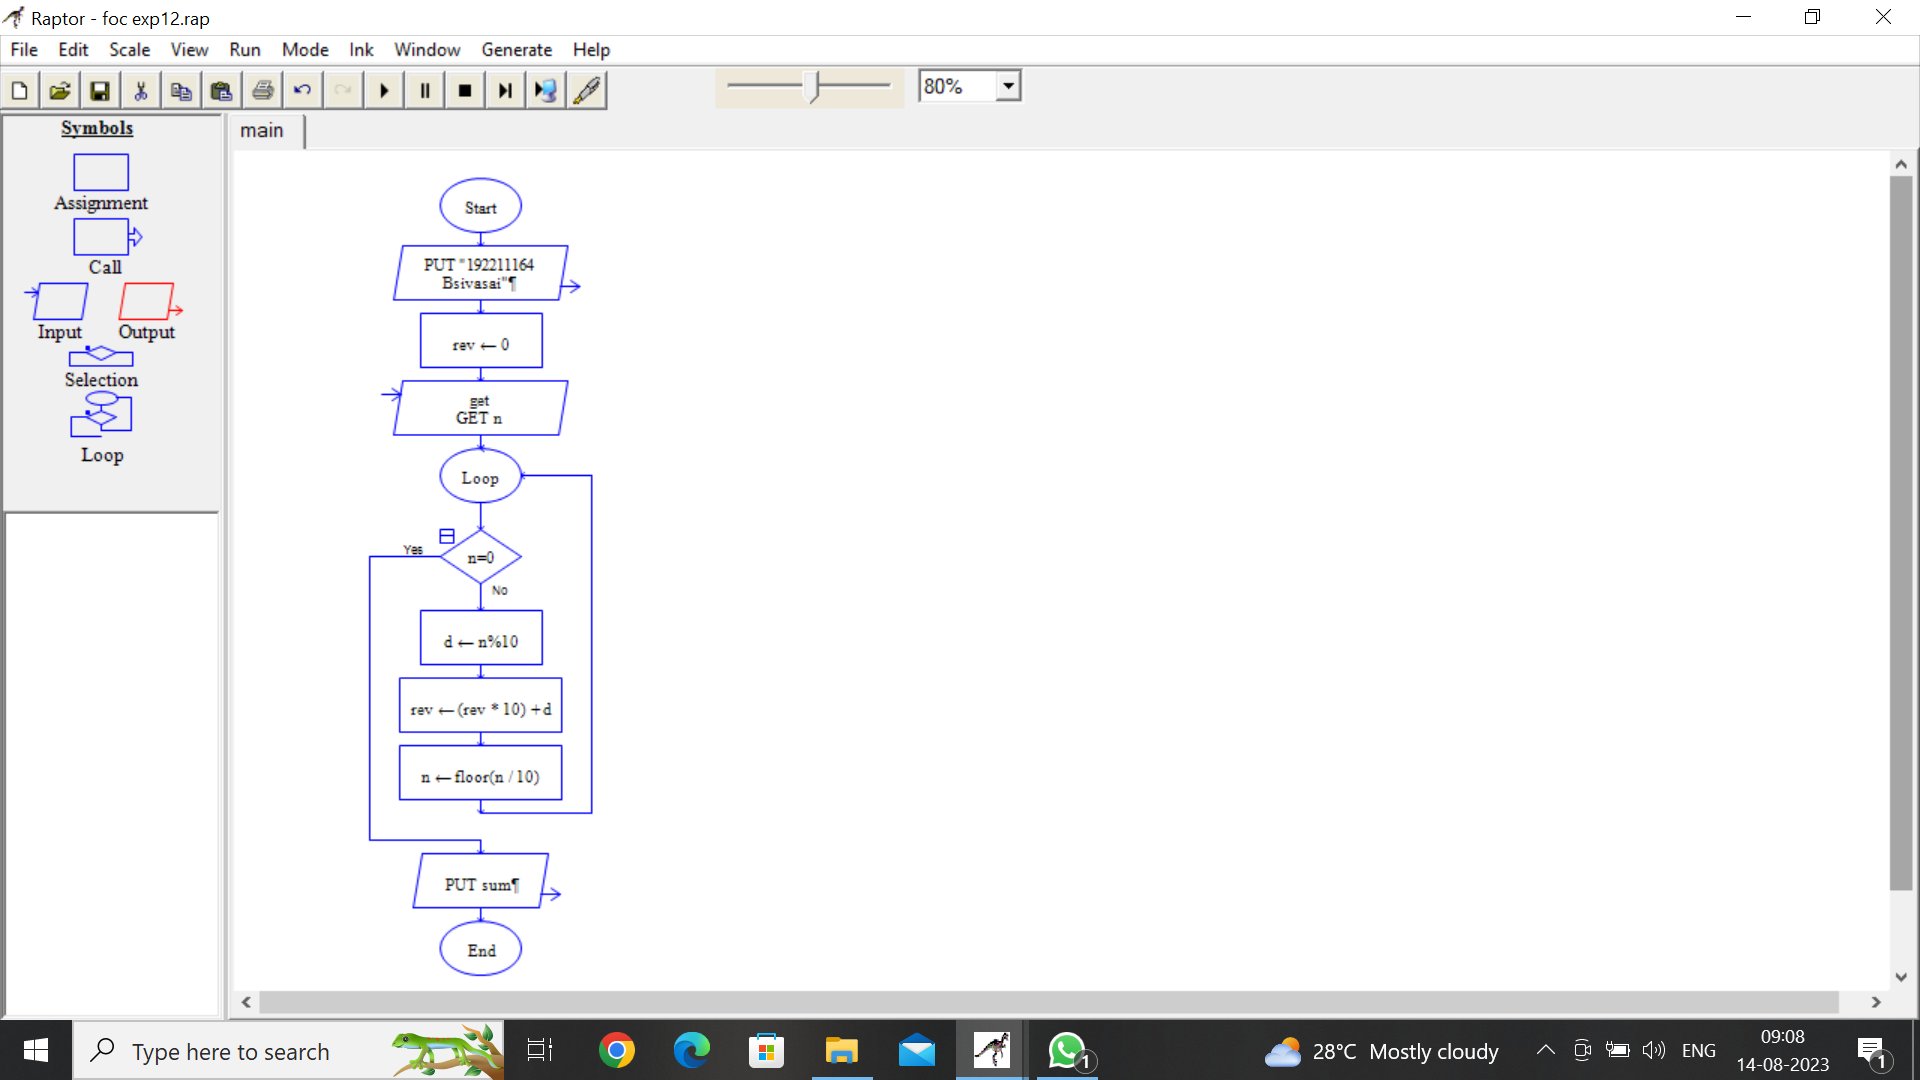 Raptor - foc exp12.rap
File Edit Scale View Run Mode Ink Window Generate Help
80%
Symbols
main
Assignment
Call
Input Output
Selection
Loop
Start
PUT "192211164
Bsivasai"¶
rev ← 0
get
GET n
Loop
Yes
n=0
No
d ← n%10
rev ← (rev * 10) +d
n ← floor(n / 10)
PUT sum¶
End
Type here to search
1
28°C Mostly cloudy
ENG
09:08
14-08-2023
1